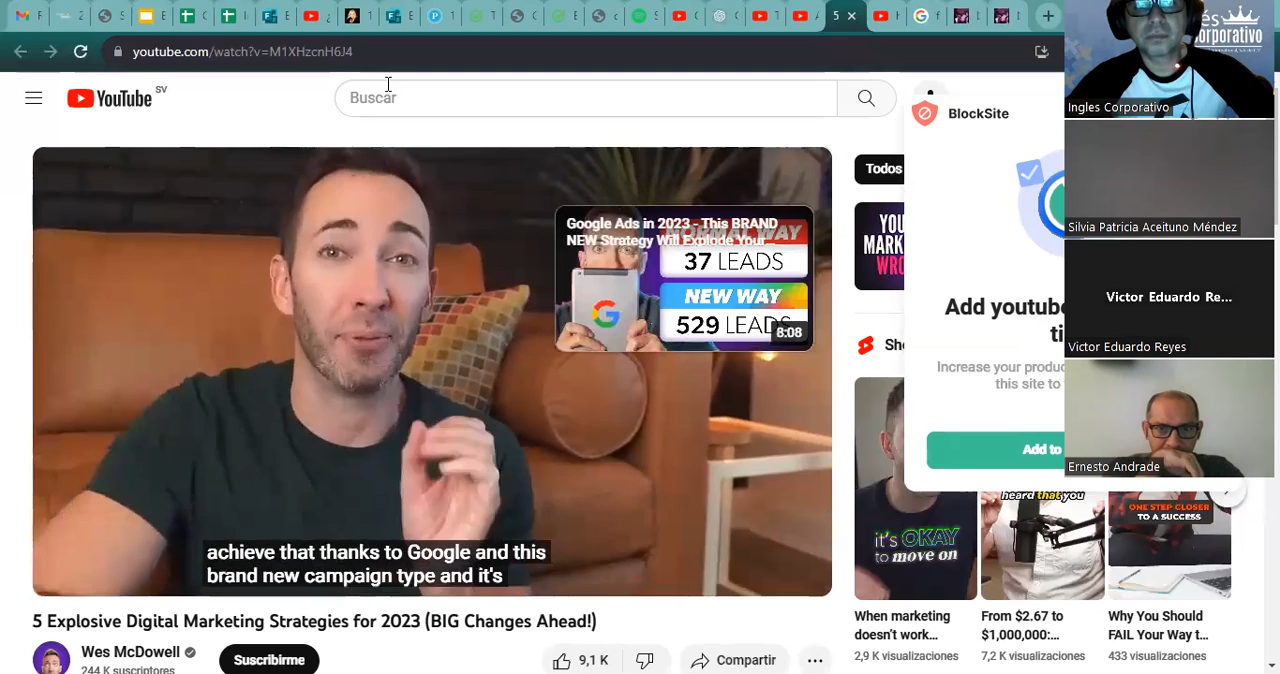 youtube.com/watch?v=M1XHzcnH6J4
YouTube
SV
Buscar
BlockSite
Corporativo
Ingles Corporativo
Todos
Silvia Patricia Aceituno Méndez
Google Ads in 2023 - This BRAND
NEW Strategy Will Explode Your...
37 LEADS
NEW WAY
529 LEADS
8:08
Add youtube
Increase your produc
this site to
Add to
Victor Eduardo Re...
Victor Eduardo Reyes
Ernesto Andrade
achieve that thanks to Google and this
brand new campaign type and it's
it's OKAY
to move on
heard that you
ONE STEP CLOSER
TO A SUCCESS
5 Explosive Digital Marketing Strategies for 2023 (BIG Changes Ahead!)
Wes McDowell
244 K suscriptores
Suscribirme
9,1 K
Compartir
When marketing
doesn't work...
2,9 K visualizaciones
From $2.67 to
$1,000,000:...
7,2 K visualizaciones
Why You Should
FAIL Your Way t...
433 visualizaciones